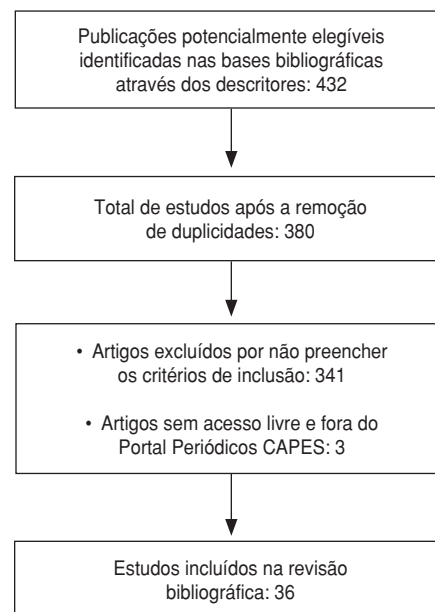 Publicações potencialmente elegíveis
identificadas nas bases bibliográficas
através dos descritores: 432
Total de estudos após a remoção
de duplicidades: 380
• Artigos excluídos por não preencher
os critérios de inclusão: 341
• Artigos sem acesso livre e fora do
Portal Periódicos CAPES: 3
Estudos incluídos na revisão
bibliográfica: 36